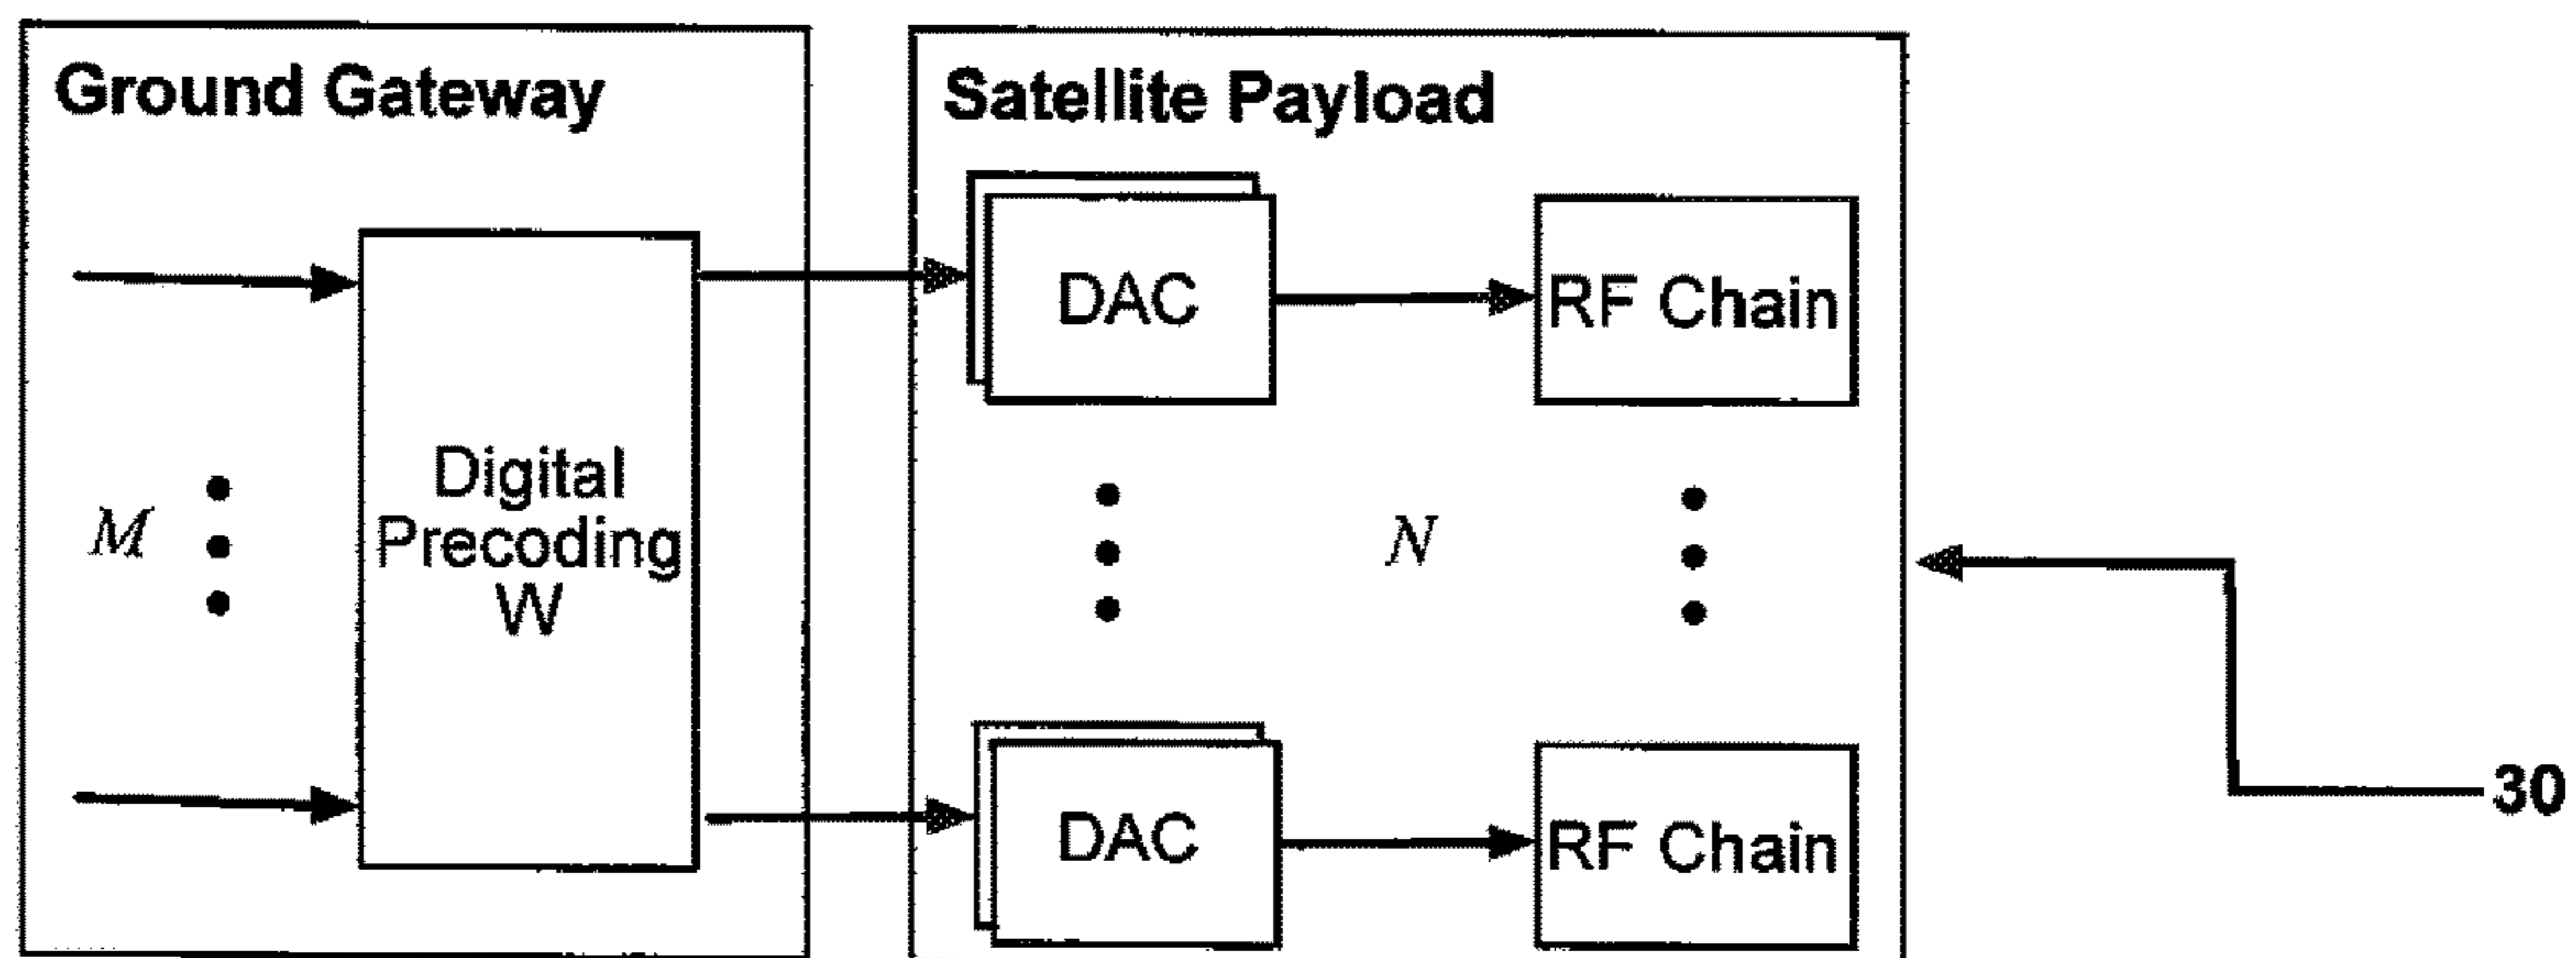 Ground Gateway
Satellite Payload
DAC
RF Chain
M
Digital
Precoding
W
N
30
DAC
RF Chain